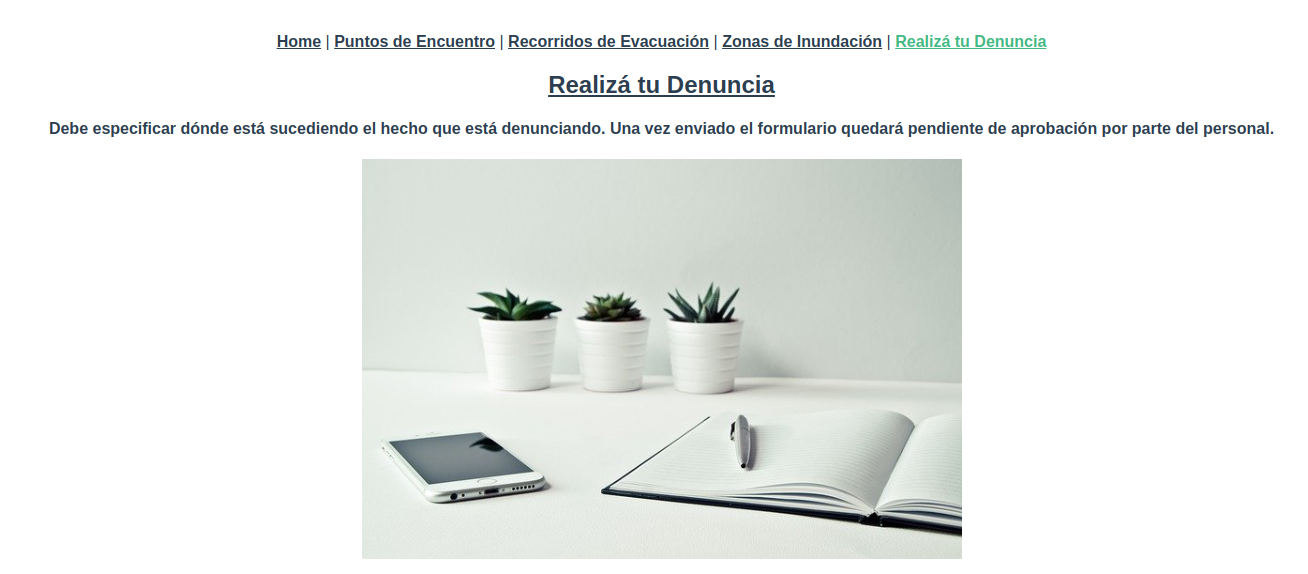 Home | Puntos de Encuentro | Recorridos de Evacuación | Zonas de Inundación | Realizá tu Denuncia
Realizá tu Denuncia
Debe especificar dónde está sucediendo el hecho que está denunciando. Una vez enviado el formulario quedará pendiente de aprobación por parte del personal.